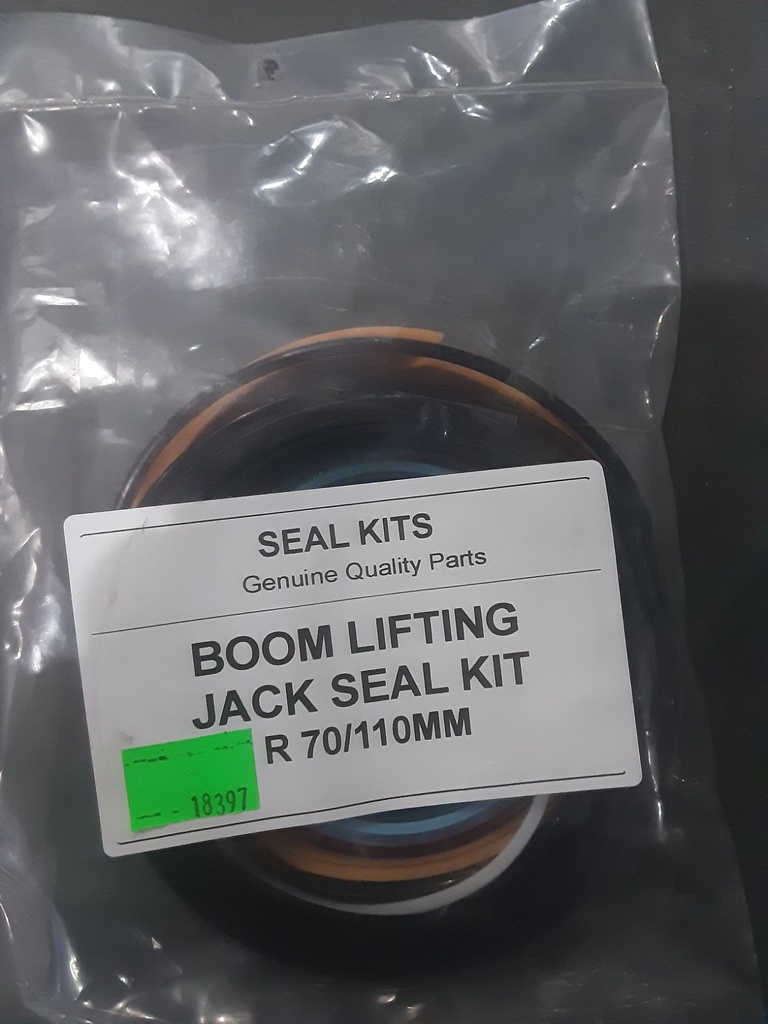 SEAL KITS
Genuine Quality Parts
BOOM LIFTING
JACK SEAL KIT
R 70/110MM
18397